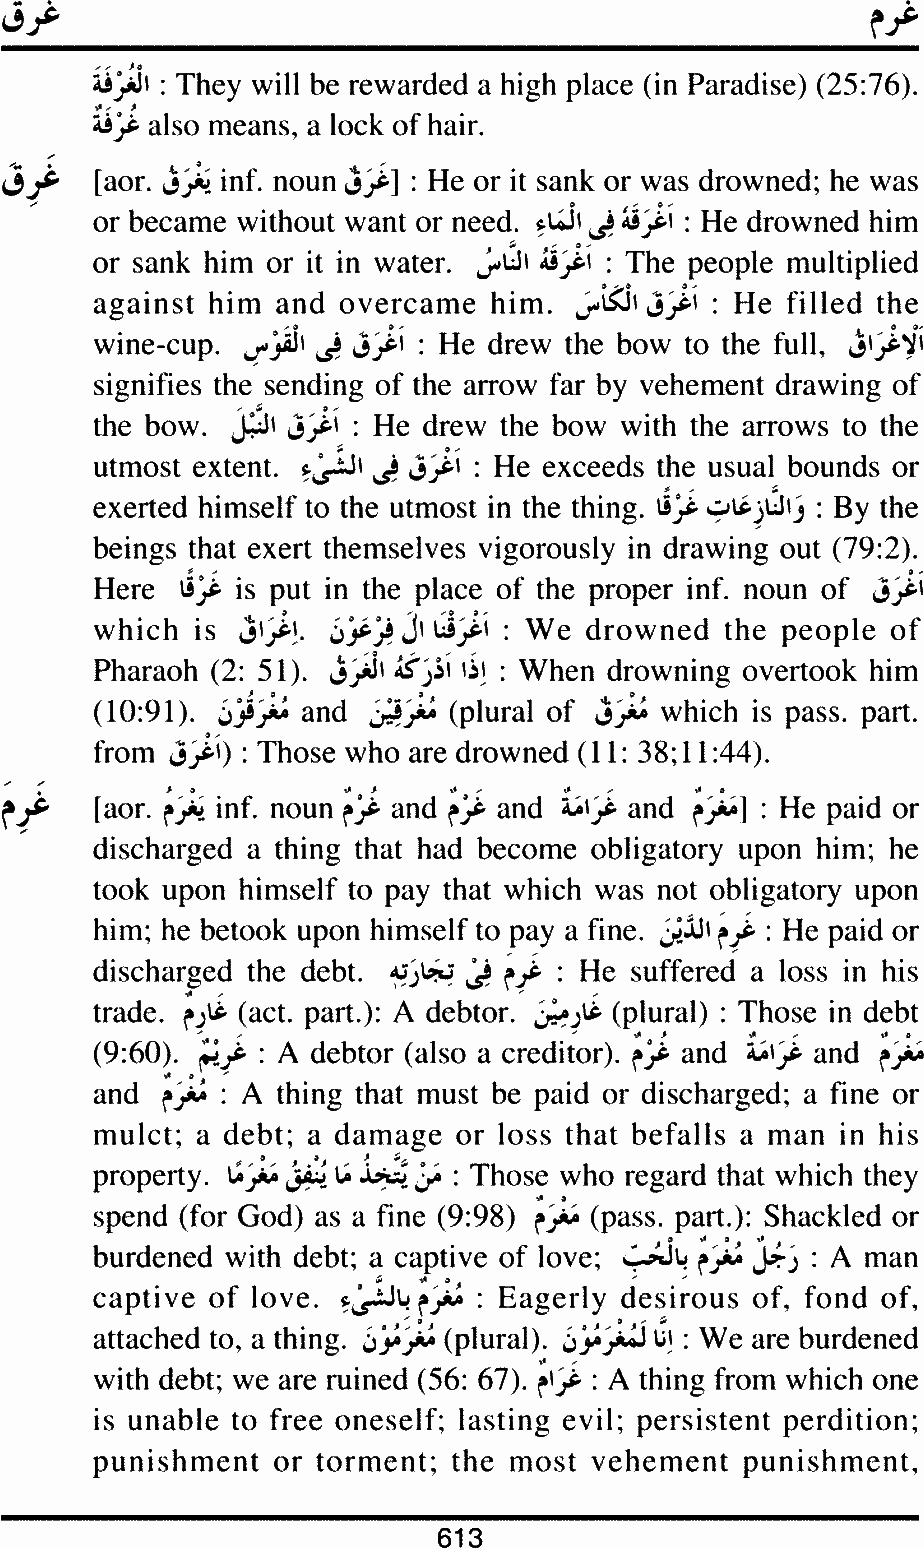 غرق غرم
الْغُرْفَةَ : They will be rewarded a high place (in Paradise) (25:76).
غُرْفَةٌ also means, a lock of hair.
غَرِقَ [aor. يَغْرَقُ inf. noun غَرَقٌ] : He or it sank or was drowned; he was
or became without want or need. اَغْرَقَهُ فِى الْمَاءِ : He drowned him
or sank him or it in water. اَغْرَقَهُ النَّاسُ : The people multiplied
against him and overcame him. اَغْرَقَ الْكَاْسَ : He filled the
wine-cup. اَغْرَقَ فِى الْقَوْسِ : He drew the bow to the full, اَلْاِغْرَاقُ
signifies the sending of the arrow far by vehement drawing of
the bow. اَغْرَقَ النَّبْلَ : He drew the bow with the arrows to the
utmost extent. اَغْرَقَ فِى الشَّىْءِ : He exceeds the usual bounds or
exerted himself to the utmost in the thing. وَالنَّازِعَاتِ غَرْقًا : By the
beings that exert themselves vigorously in drawing out (79:2).
Here غَرْقًا is put in the place of the proper inf. noun of اَغْرَقَ
which is اِغْرَاقٌ. اَغْرَقْنَا الَ فِرْعَوْنَ : We drowned the people of
Pharaoh (2: 51). اِذَا اَدْرَكَهُ الْغَرَقُ : When drowning overtook him
(10:91). مُغْرَقُوْنَ and مُغْرَقِيْنَ (plural of مُغْرَقٌ which is pass. part.
from اَغْرَقَ) : Those who are drowned (11: 38;11:44).
غَرِمَ [aor. يَغْرَمُ inf. noun غُرْمٌ and غَرْمٌ and غَرَامَةٌ and مَغْرَمٌ] : He paid or
discharged a thing that had become obligatory upon him; he
took upon himself to pay that which was not obligatory upon
him; he betook upon himself to pay a fine. غَرِمَ الدَّيْنَ : He paid or
discharged the debt. غَرِمَ فِىْ تِجَارَتِهٖ : He suffered a loss in his
trade. غَارِمٌ (act. part.): A debtor. غَارِمِيْنَ (plural) : Those in debt
(9:60). غَرِيْمٌ : A debtor (also a creditor). غُرْمٌ and غَرَامَةٌ and مَغْرَمٌ
and مُغْرَمٌ : A thing that must be paid or discharged; a fine or
mulct; a debt; a damage or loss that befalls a man in his
property. مَنْ يَّتَّخِذُ مَا يُنْفِقُ مَغْرَمًا : Those who regard that which they
spend (for God) as a fine (9:98) مُغْرَمٌ (pass. part.): Shackled or
burdened with debt; a captive of love; رَجُلٌ مُغْرَمٌ بِالْحُبِّ : A man
captive of love. مُغْرَمٌ بِالشَّىْءِ : Eagerly desirous of, fond of,
attached to, a thing. مُغْرَمُوْنَ (plural). اِنَّا لَمُغْرَمُوْنَ : We are burdened
with debt; we are ruined (56: 67). غَرَامٌ : A thing from which one
is unable to free oneself; lasting evil; persistent perdition;
punishment or torment; the most vehement punishment,
613